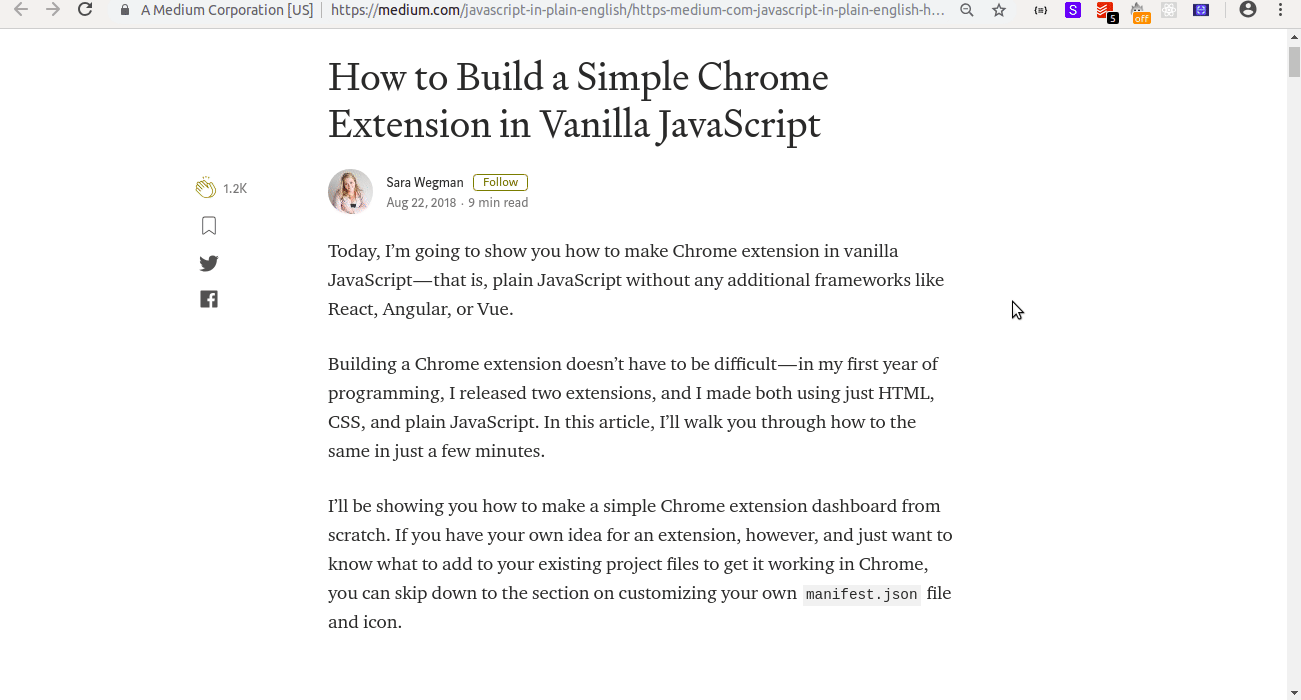 A Medium Corporation [US] https://medium.com/javascript-in-plain-english/https-medium-com-javascript-in-plain-english-h...
{≡} S 5 off
How to Build a Simple Chrome
Extension in Vanilla JavaScript
1.2K
Sara Wegman Follow
Aug 22, 2018 · 9 min read
Today, I’m going to show you how to make Chrome extension in vanilla
JavaScript — that is, plain JavaScript without any additional frameworks like
React, Angular, or Vue.
Building a Chrome extension doesn’t have to be difficult — in my first year of
programming, I released two extensions, and I made both using just HTML,
CSS, and plain JavaScript. In this article, I’ll walk you through how to the
same in just a few minutes.
I’ll be showing you how to make a simple Chrome extension dashboard from
scratch. If you have your own idea for an extension, however, and just want to
know what to add to your existing project files to get it working in Chrome,
you can skip down to the section on customizing your own manifest.json file
and icon.